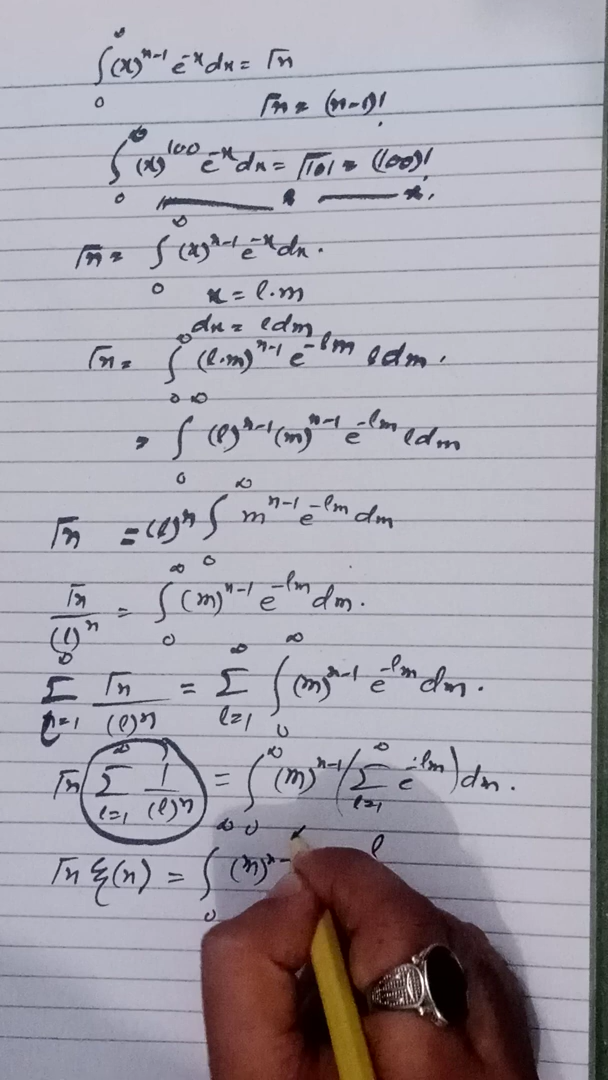 ∫₀^∞ (x)^{n-1} e^{-x} dx = Γn
Γn = (n-1)!
∫₀^∞ (x)^{100} e^{-x} dx = Γ101 = (100)!
Γn = ∫₀^∞ (x)^{n-1} e^{-x} dx.
x = l.m
dx = l dm
Γn = ∫₀^∞ (l.m)^{n-1} e^{-lm} l dm.
= ∫₀^∞ (l)^{n-1} (m)^{n-1} e^{-lm} l dm
Γn = (l)^n ∫₀^∞ m^{n-1} e^{-lm} dm
Γn/(l)^n = ∫₀^∞ (m)^{n-1} e^{-lm} dm.
Σ_{l=1}^∞ Γn/(l)^n = Σ_{l=1}^∞ ∫₀^∞ (m)^{n-1} e^{-lm} dm.
Γn Σ_{l=1}^∞ 1/(l)^n = ∫₀^∞ (m)^{n-1} (Σ_{l=1}^∞ e^{-lm}) dm.
Γn ξ(n) = ∫₀^∞ (m)^{n-